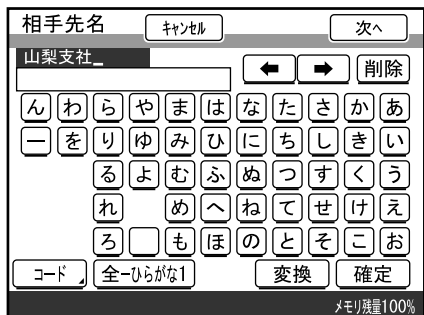 相手先名 キャンセル 次へ
山梨支社_
← → 削除
ん わ ら や ま は な た さ か あ
ー を り ゆ み ひ に ち し き い
る よ む ふ ぬ つ す く う
れ め へ ね て せ け え
ろ も ほ の と そ こ お
コード 全-ひらがな1 変換 確定
メモリ残量100%